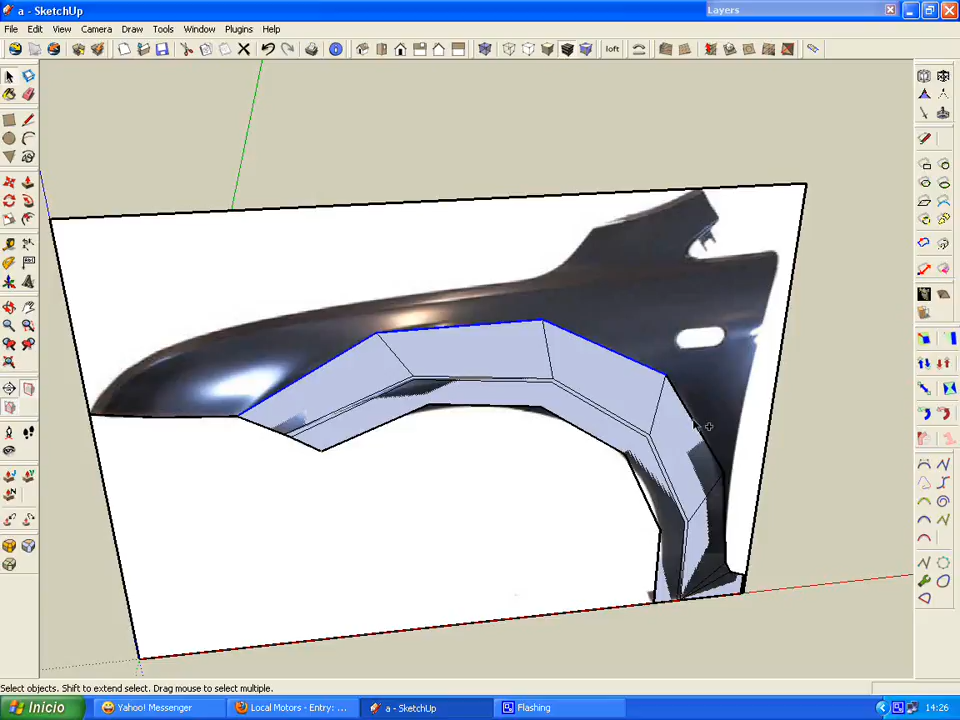 a - SketchUp
Layers
File Edit View Camera Draw Tools Window Plugins Help
loft
Select objects. Shift to extend select. Drag mouse to select multiple.
Inicio
Yahoo! Messenger
Local Motors - Entry: ...
a - SketchUp
Flashing
14:26